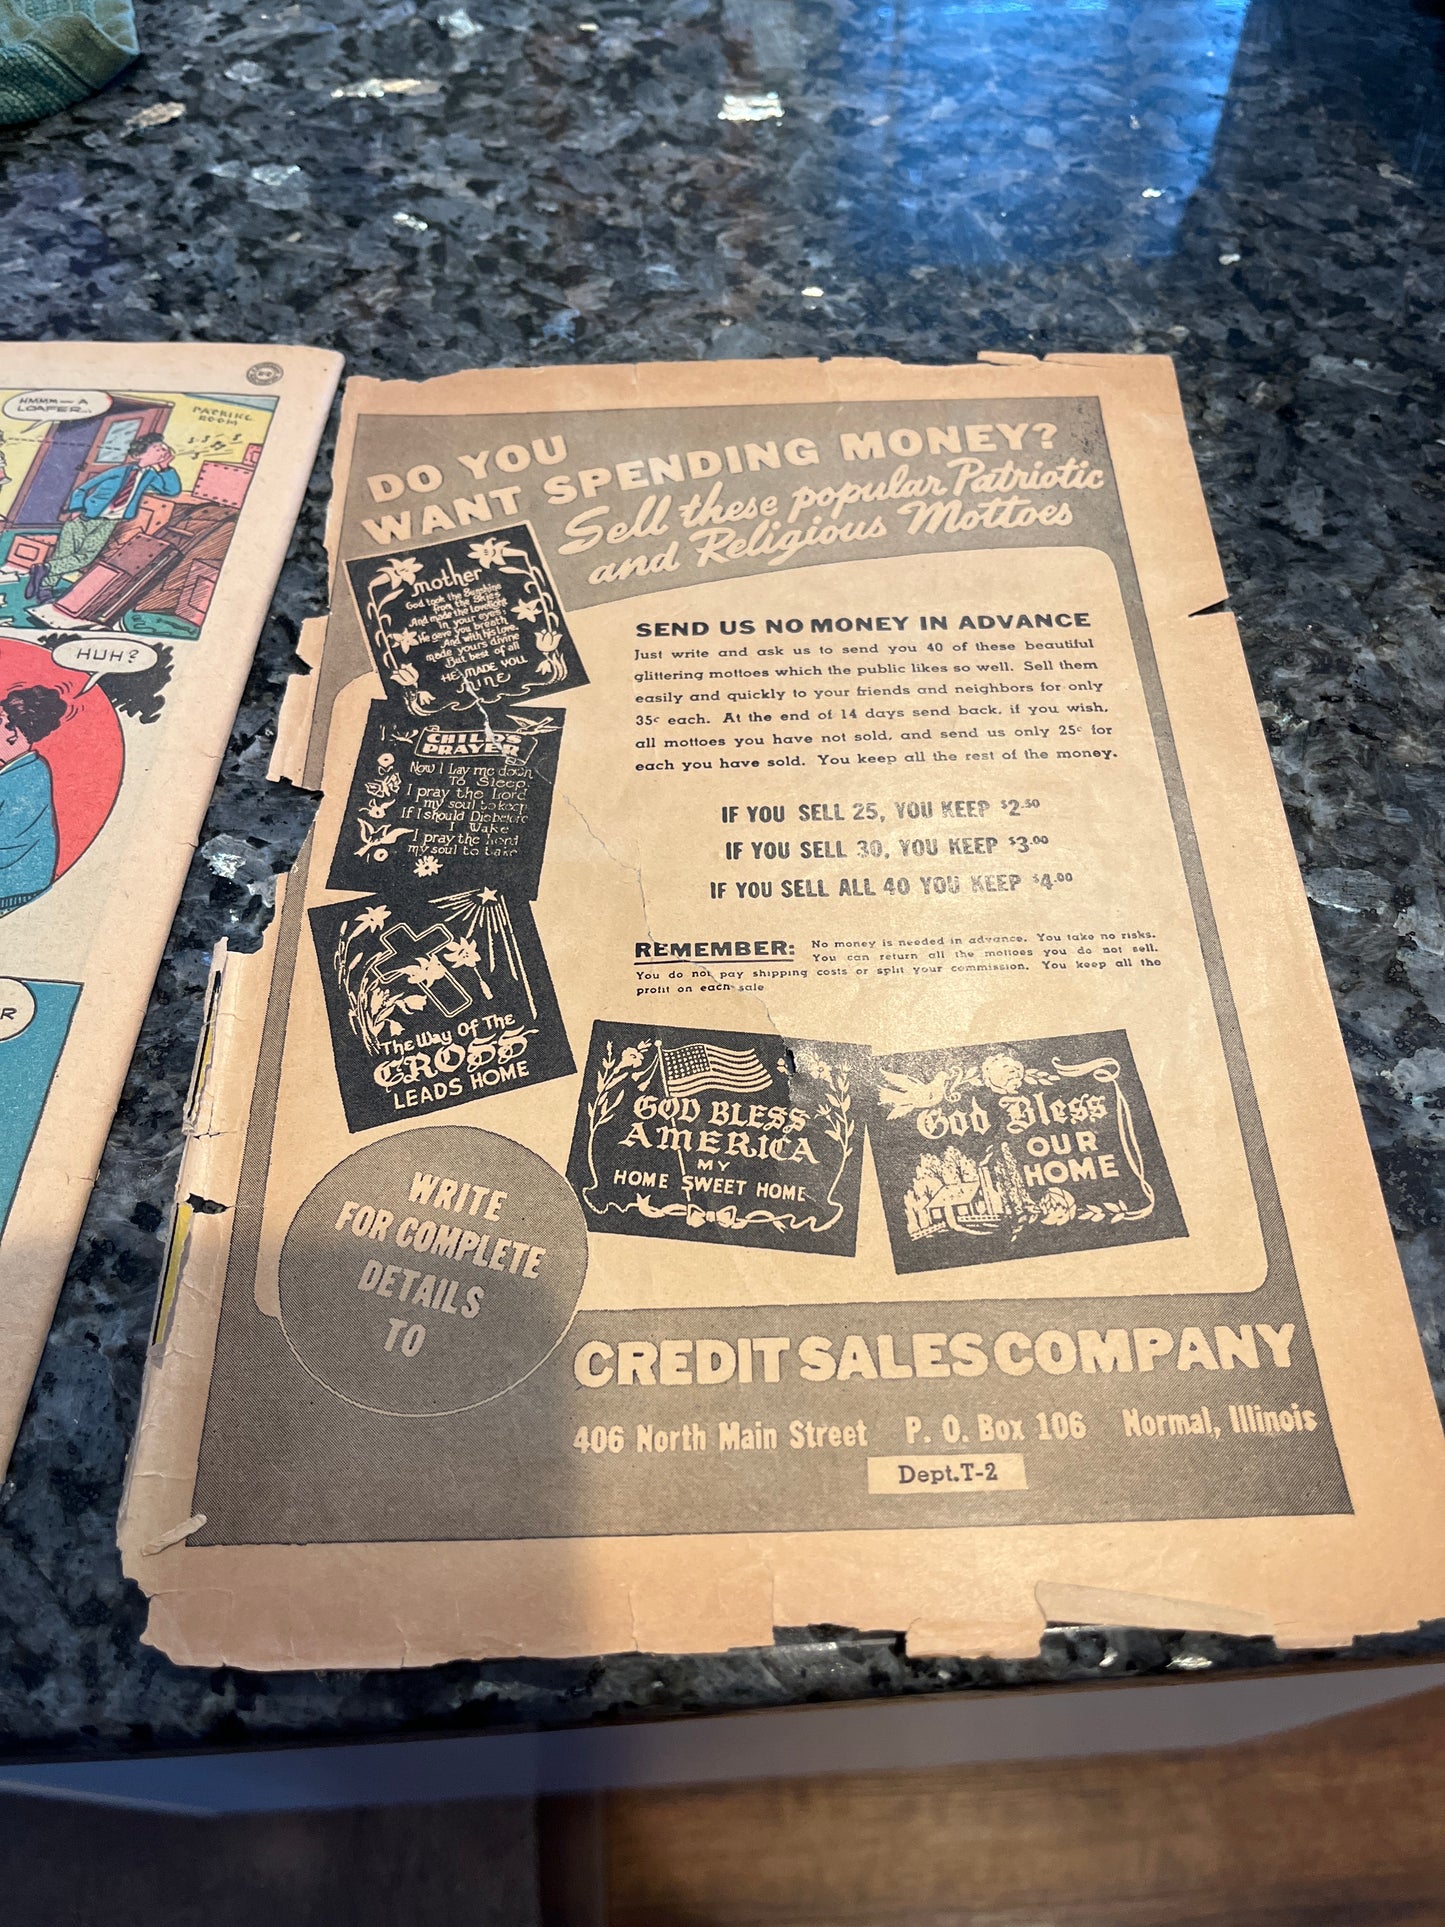 HMMM — A
LOAFER...
PACKING
ROOM
HUH?
R
DO YOU
WANT SPENDING MONEY?
Sell these popular Patriotic
and Religious Mottoes
mother
God took the Sunshine
from the Skies
And made the Lovelight
in your eyes;
He gave you breath
And with his love,
made yours divine
But best of all
HE MADE YOU
MINE
CHILD'S
PRAYER
Now I Lay me down
To Sleep,
I pray the Lord
my soul to keep
If I should Die before
I Wake
I pray the Lord
my soul to take
The Way Of The
CROSS
LEADS HOME
SEND US NO MONEY IN ADVANCE
Just write and ask us to send you 40 of these beautiful
glittering mottoes which the public likes so well. Sell them
easily and quickly to your friends and neighbors for only
35c each. At the end of 14 days send back, if you wish,
all mottoes you have not sold, and send us only 25c for
each you have sold. You keep all the rest of the money.
IF YOU SELL 25, YOU KEEP $2.50
IF YOU SELL 30, YOU KEEP $3.00
IF YOU SELL ALL 40 YOU KEEP $4.00
REMEMBER: No money is needed in advance. You take no risks.
You can return all the mottoes you do not sell.
You do not pay shipping costs or split your commission. You keep all the
profit on each sale
GOD BLESS
AMERICA
MY
HOME SWEET HOME
God Bless
OUR
HOME
WRITE
FOR COMPLETE
DETAILS
TO
CREDIT SALES COMPANY
406 North Main Street P. O. Box 106 Normal, Illinois
Dept.T-2